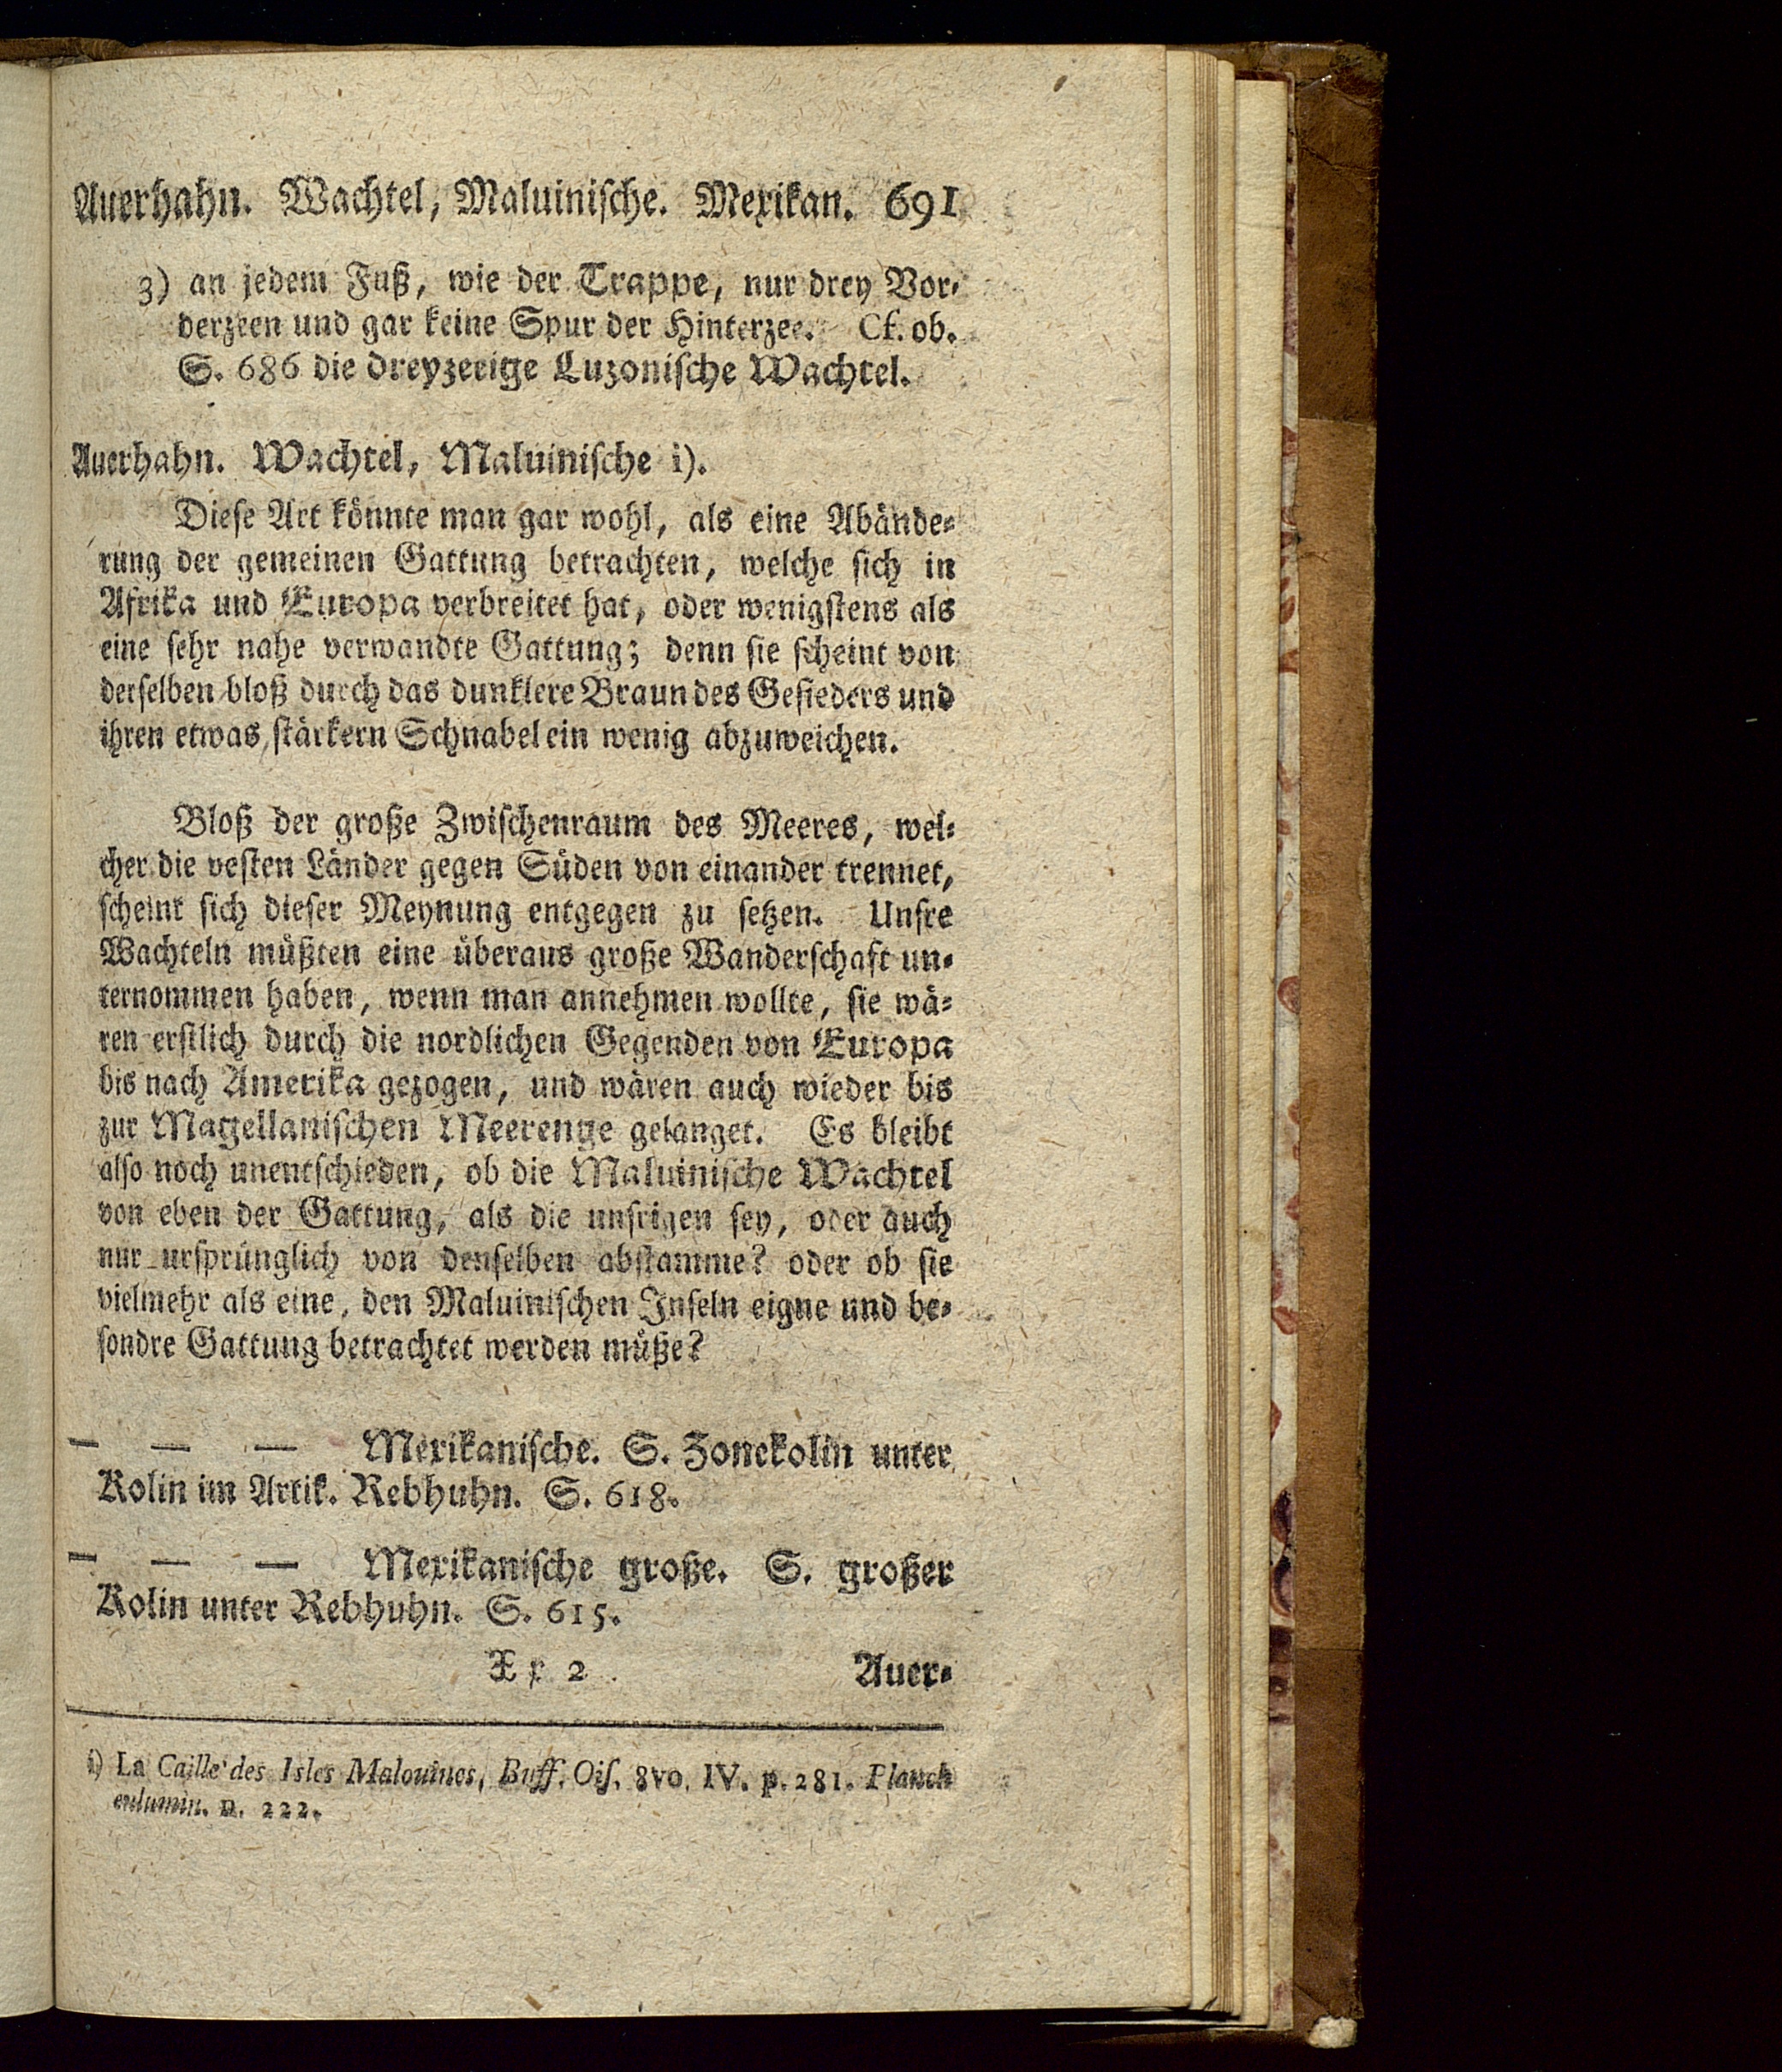 Auerhahn. Wachtel, Maluinische. Mexikan. 691
3) an jedem Fuß, wie der Trappe, nur drey Vor-
derzeen und gar keine Spur der Hinterzee. Cf. ob.
S. 686 die dreyzeeige Luzonische Wachtel.
Auerhahn. Wachtel, Maluinische i).
Diese Art könnte man gar wohl, als eine Abände-
rung der gemeinen Gattung betrachten, welche sich in
Afrika und Europa verbreitet hat, oder wenigstens als
eine sehr nahe verwandte Gattung; denn sie scheint von
derselben bloß durch das dunklere Braun des Gefieders und
ihren etwas stärkern Schnabel ein wenig abzuweichen.
Bloß der große Zwischenraum des Meeres, wel-
cher die vesten Länder gegen Süden von einander trennet,
scheint sich dieser Meynung entgegen zu setzen. Unsre
Wachteln müßten eine überaus große Wanderschaft un-
ternommen haben, wenn man annehmen wollte, sie wä-
ren erstlich durch die nordlichen Gegenden von Europa
bis nach Amerika gezogen, und wären auch wieder bis
zur Magellanischen Meerenge gelanget. Es bleibt
also noch unentschieden, ob die Maluinische Wachtel
von eben der Gattung, als die unsrigen sey, oder auch
nur ursprünglich von denselben abstamme? oder ob sie
vielmehr als eine, den Maluinischen Inseln eigne und be-
sondre Gattung betrachtet werden müße?
— — — Mexikanische. S. Zonekolin unter
Kolin im Artik. Rebhuhn. S. 618.
— — — Mexikanische große. S. großer
Kolin unter Rebhuhn. S. 615.
Xx 2 Auer-
i) La Caille des Isles Malouines, Buff. Ois. 8vo. IV. p. 281. Planch
enlumin. n. 222.